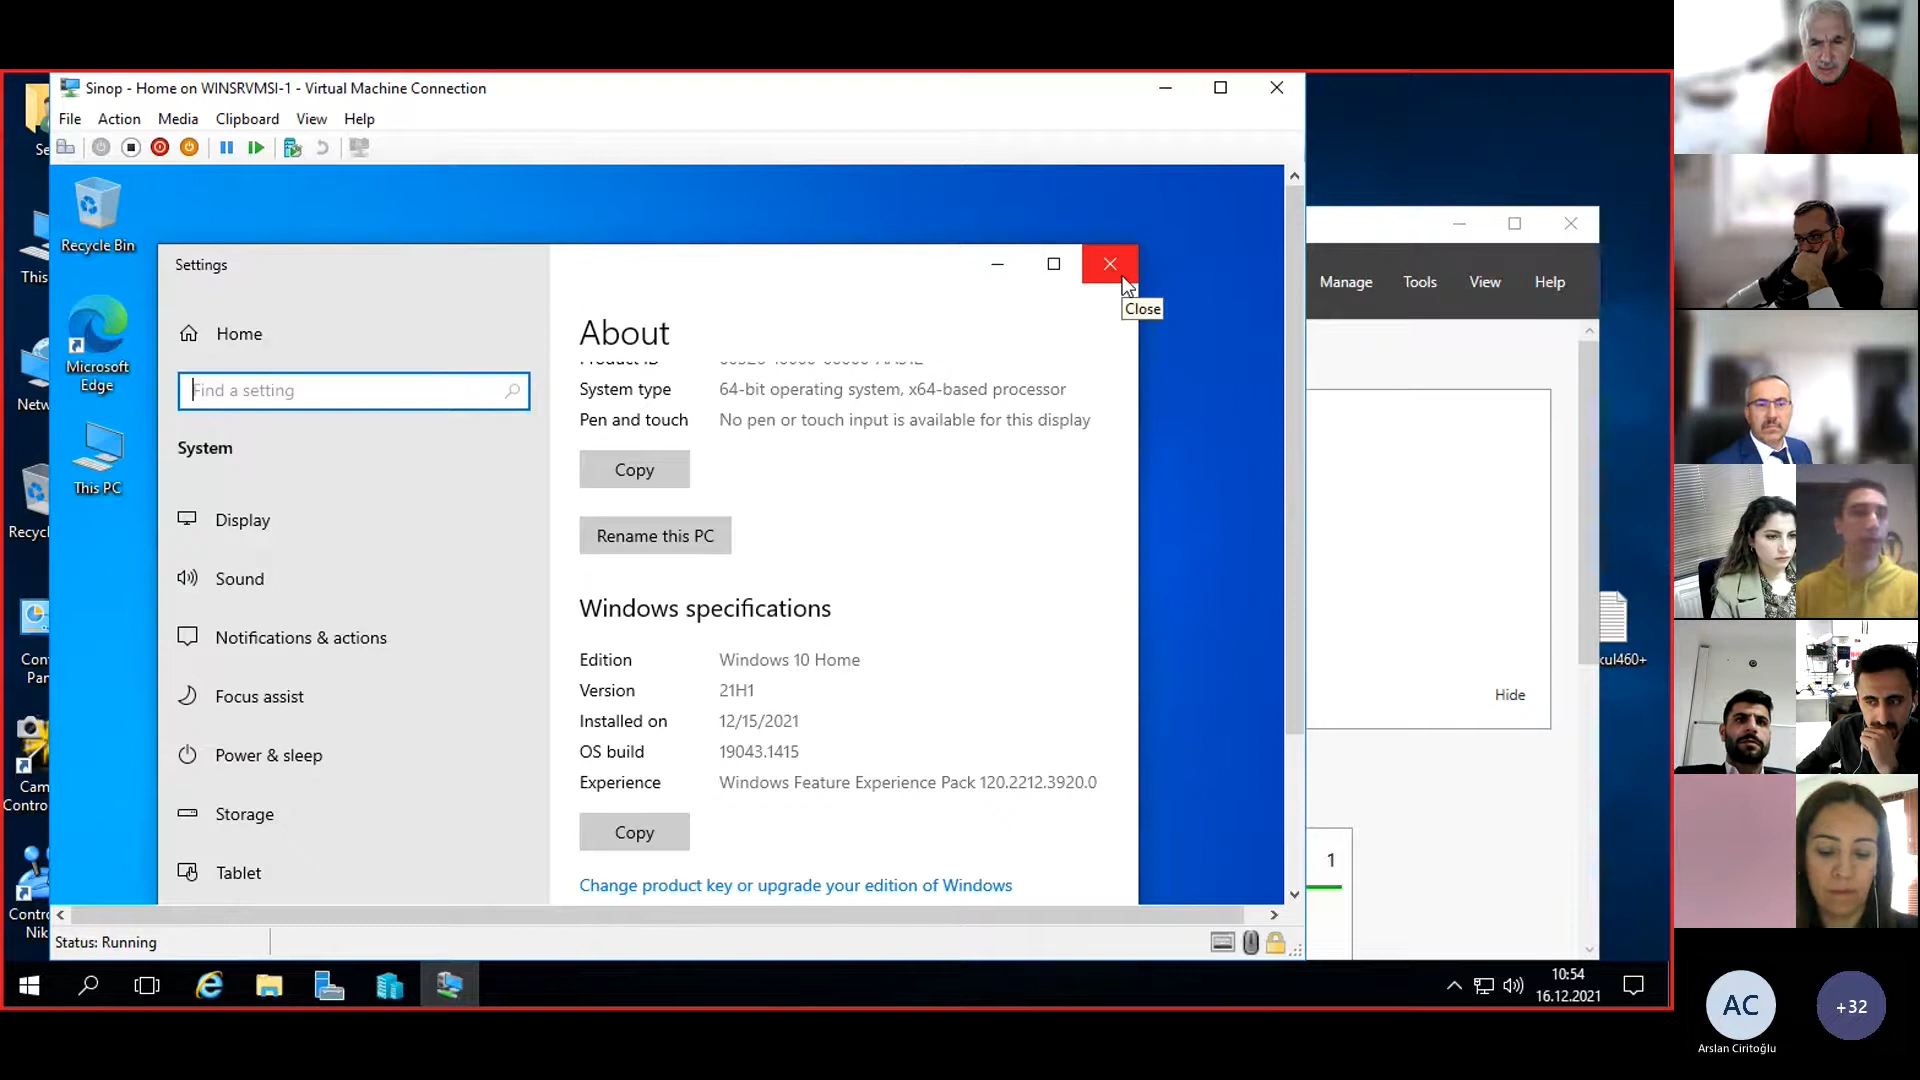 Sinop - Home on WINSRVMSI-1 - Virtual Machine Connection
File Action Media Clipboard View Help
Recycle Bin
Microsoft
Edge
This PC
Se
This
Netw
Recycl
Con
Pan
Cam
Contro
Contr
Nik
Settings
Close
Home
Find a setting
System
Display
Sound
Notifications & actions
Focus assist
Power & sleep
Storage
Tablet
About
System type 64-bit operating system, x64-based processor
Pen and touch No pen or touch input is available for this display
Copy
Rename this PC
Windows specifications
Edition Windows 10 Home
Version 21H1
Installed on 12/15/2021
OS build 19043.1415
Experience Windows Feature Experience Pack 120.2212.3920.0
Copy
Change product key or upgrade your edition of Windows
Status: Running
Manage Tools View Help
Hide
1
kul460+
10:54
16.12.2021
AC
Arslan Ciritoğlu
+32